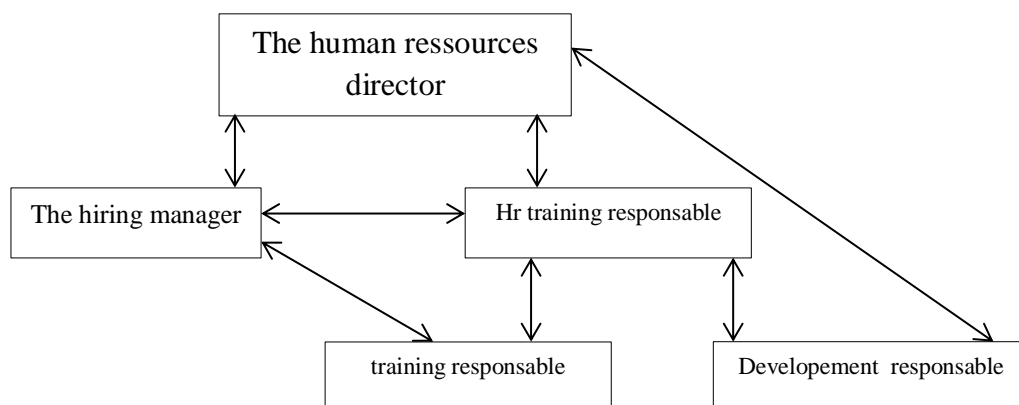 The human ressources
director
The hiring manager
Hr training responsable
training responsable
Developement responsable